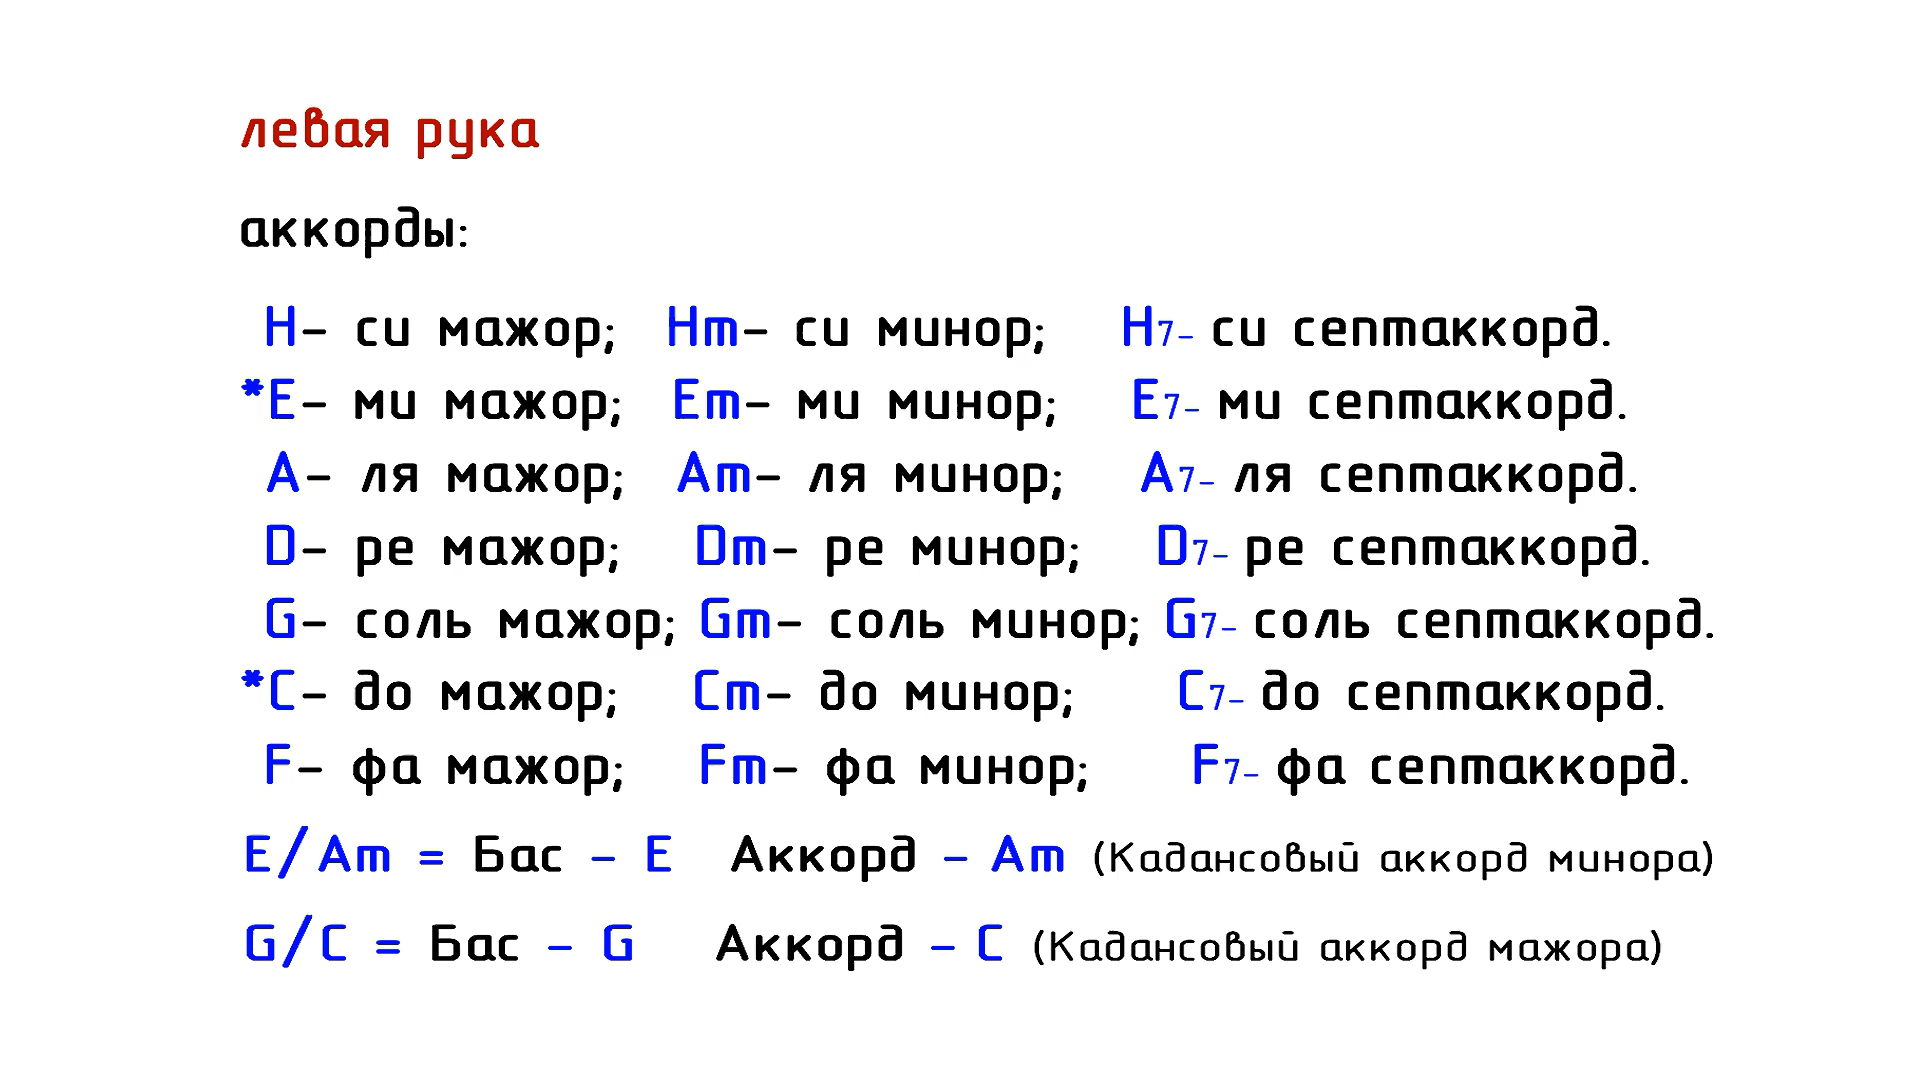 левая рука
аккорды:
H– си мажор; Hm– си минор; H7– си септаккорд.
*E– ми мажор; Em– ми минор; E7– ми септаккорд.
A– ля мажор; Am– ля минор; A7– ля септаккорд.
D– ре мажор; Dm– ре минор; D7– ре септаккорд.
G– соль мажор; Gm– соль минор; G7– соль септаккорд.
*C– до мажор; Cm– до минор; C7– до септаккорд.
F– фа мажор; Fm– фа минор; F7– фа септаккорд.
E/Am = Бас – E Аккорд – Am (Кадансовый аккорд минора)
G/C = Бас – G Аккорд – C (Кадансовый аккорд мажора)